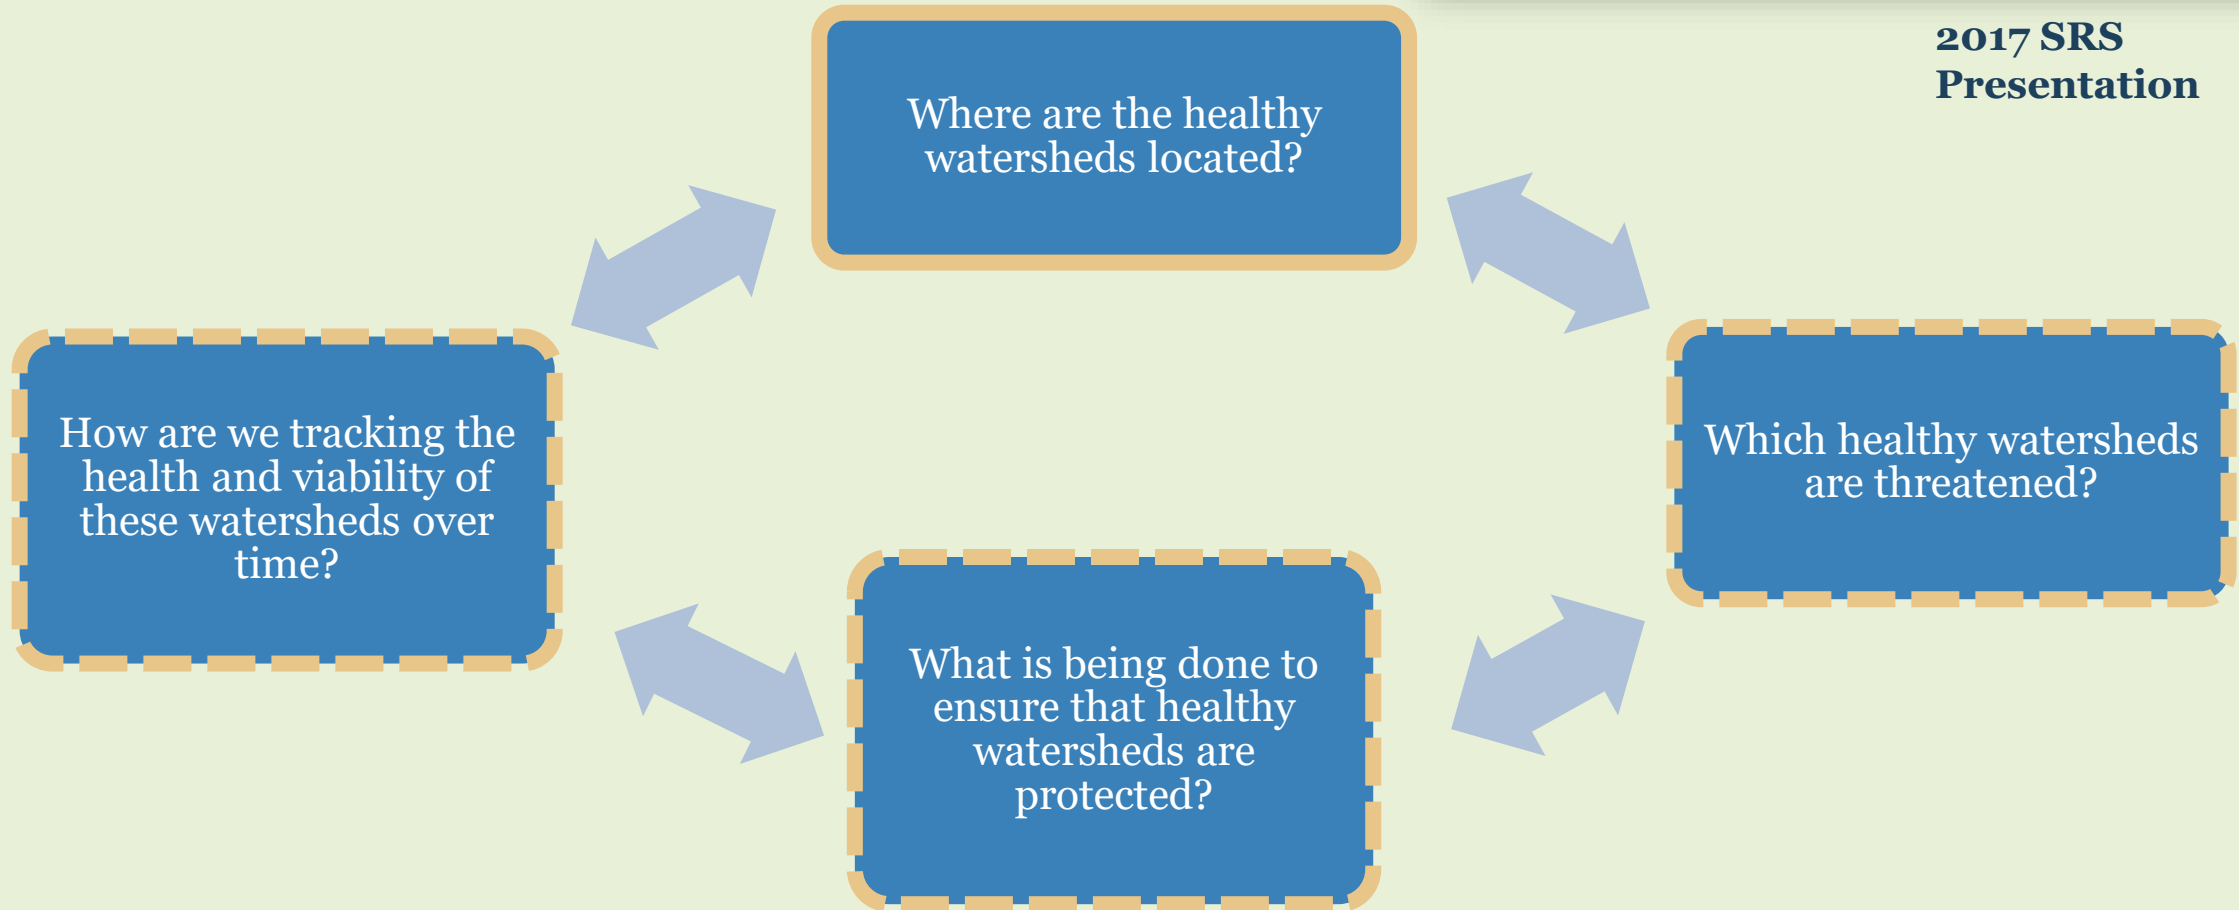 2017 SRS
Presentation
Where are the healthy
watersheds located?
Which healthy watersheds
are threatened?
What is being done to
ensure that healthy
watersheds are
protected?
How are we tracking the
health and viability of
these watersheds over
time?